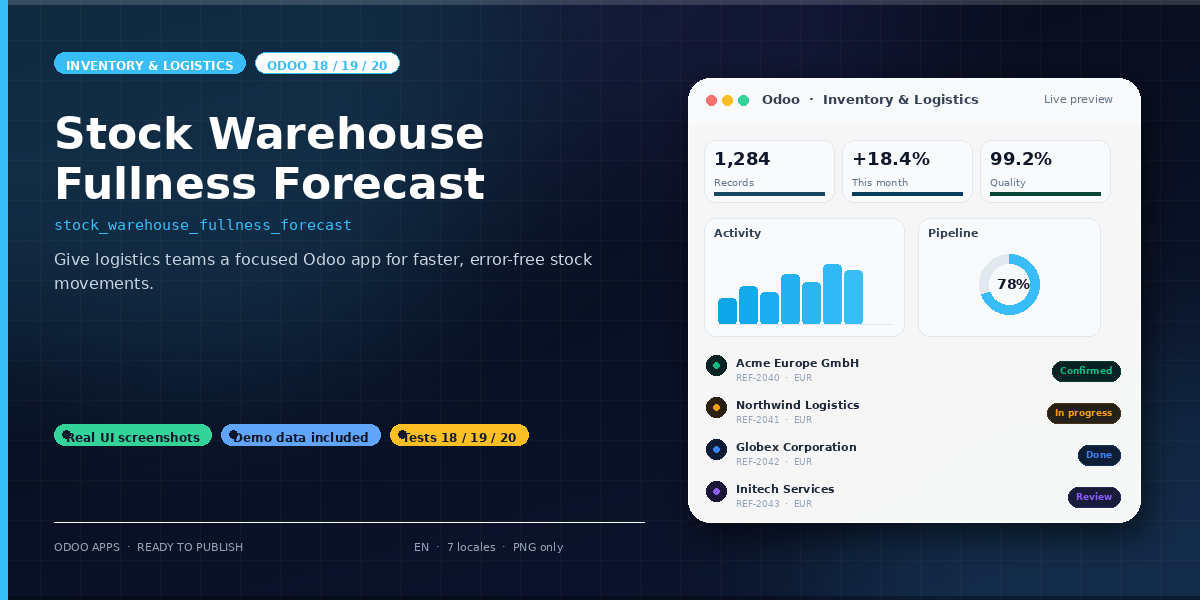 INVENTORY & LOGISTICS
ODOO 18 / 19 / 20
Stock Warehouse
Fullness Forecast
stock_warehouse_fullness_forecast
Give logistics teams a focused Odoo app for faster, error-free stock
movements.
Real UI screenshots
Demo data included
Tests 18 / 19 / 20
ODOO APPS · READY TO PUBLISH
EN · 7 locales · PNG only
Odoo · Inventory & Logistics
Live preview
1,284
Records
+18.4%
This month
99.2%
Quality
Activity
Pipeline
78%
Acme Europe GmbH
REF-2040 · EUR
Confirmed
Northwind Logistics
REF-2041 · EUR
In progress
Globex Corporation
REF-2042 · EUR
Done
Initech Services
REF-2043 · EUR
Review